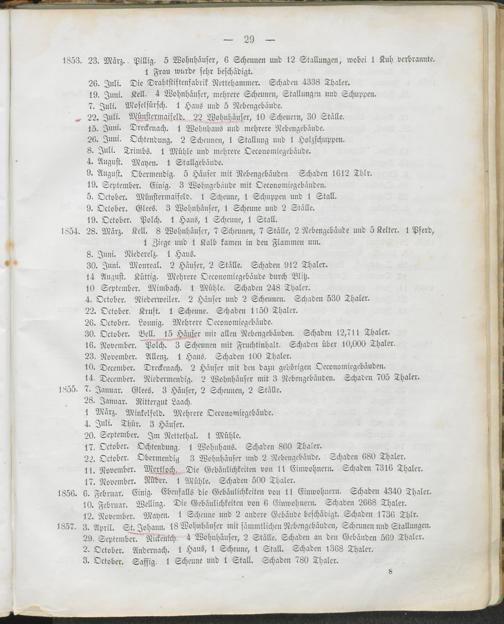 — 29 —
1853. 23. März. Pillig. 5 Wohnhäuser, 6 Scheunen und 12 Stallungen, wobei 1 Kuh verbrannte.
1 Frau wurde sehr beschädigt.
26. Juli. Die Drahtstiftenfabrik Nettehammer. Schaden 4338 Thaler.
19. Juni. Kell. 4 Wohnhäuser, mehrere Scheunen, Stallungen und Schuppen.
7. Juli. Moselsürsch. 1 Haus und 5 Nebengebäude.
22. Juli. Münstermaifeld. 22 Wohnhäuser, 10 Scheuern, 30 Ställe.
15. Juni. Dreckenach. 1 Wohnhaus und mehrere Nebengebäude.
26. Juni. Ochtendung. 2 Scheunen, 1 Stallung und 1 Holzschuppen.
8. Juli. Trimbs. 1 Mühle und mehrere Oeconomiegebäude.
4. August. Mayen. 1 Stallgebäude.
9. August. Obermendig. 5 Häuser mit Nebengebäuden. Schaden 1612 Thlr.
19. September. Einig. 3 Wohngebäude mit Oeconomiegebäuden.
5. October. Münstermaifeld. 1 Scheune, 1 Schuppen und 1 Stall.
9. October. Glees. 3 Wohnhäuser, 1 Scheune und 2 Ställe.
19. October. Polch. 1 Haus, 1 Scheune, 1 Stall.
1854. 28. März. Kell. 8 Wohnhäuser, 7 Scheunen, 7 Ställe, 2 Nebengebäude und 5 Kelter. 1 Pferd,
1 Ziege und 1 Kalb kamen in den Flammen um.
8. Juni. Niederelz. 1 Haus.
30. Juni. Monreal. 2 Häuser, 2 Ställe. Schaden 912 Thaler.
14 August. Küttig. Mehrere Oeconomiegebäude durch Blitz.
10 September. Mimbach. 1 Mühle. Schaden 248 Thaler.
4. October. Niederweiler. 2 Häuser und 2 Scheunen. Schaden 530 Thaler.
22. October. Kruft. 1 Scheune. Schaden 1150 Thaler.
26. October. Lonnig. Mehrere Oeconomiegebäude.
30. October. Bell. 15 Häuser mit allen Nebengebäuden. Schaden 12,711 Thaler.
16. November. Polch. 3 Scheunen mit Fruchtinhalt. Schaden über 10,000 Thaler.
23. November. Allenz. 1 Haus. Schaden 100 Thaler.
10. December. Dreckenach. 2 Häuser mit den dazu gehörigen Oeconomiegebäuden.
14. December. Niedermendig. 2 Wohnhäuser mit 3 Nebengebäuden. Schaden 705 Thaler.
1855. 7. Januar. Glees. 3 Häuser, 2 Scheunen, 2 Ställe.
28. Januar. Rittergut Laach.
1 März. Minkelfeld. Mehrere Oeconomiegebäude.
4. Juli. Thür. 3 Häuser.
20. September. Im Nettethal. 1 Mühle.
17. October. Ochtendung. 1 Wohnhaus. Schaden 860 Thaler.
22. October. Obermendig 3 Wohnhäuser und 2 Nebengebäude. Schaden 680 Thaler.
11. November. Mertloch. Die Gebäulichkeiten von 11 Einwohnern. Schaden 7316 Thaler.
17. November. Rüber. 1 Mühle. Schaden 500 Thaler.
1856. 6. Februar. Einig. Ebenfalls die Gebäulichkeiten von 11 Einwohnern. Schaden 4340 Thaler.
10. Februar. Welling. Die Gebäulichkeiten von 6 Einwohnern. Schaden 2668 Thaler.
12. November. Mayen. 1 Scheune und 2 andere Gebäude beschädigt. Schaden 1736 Thlr.
1857. 3. April. St. Johann. 18 Wohnhäuser mit sämmtlichen Nebengebäuden, Scheunen und Stallungen.
29. September. Nickenich. 4 Wohnhäuser, 2 Ställe. Schaden an den Gebäuden 569 Thaler.
2. October. Andernach. 1 Haus, 1 Scheune, 1 Stall. Schaden 1368 Thaler.
3. October. Saffig. 1 Scheune und 1 Stall. Schaden 780 Thaler.
8